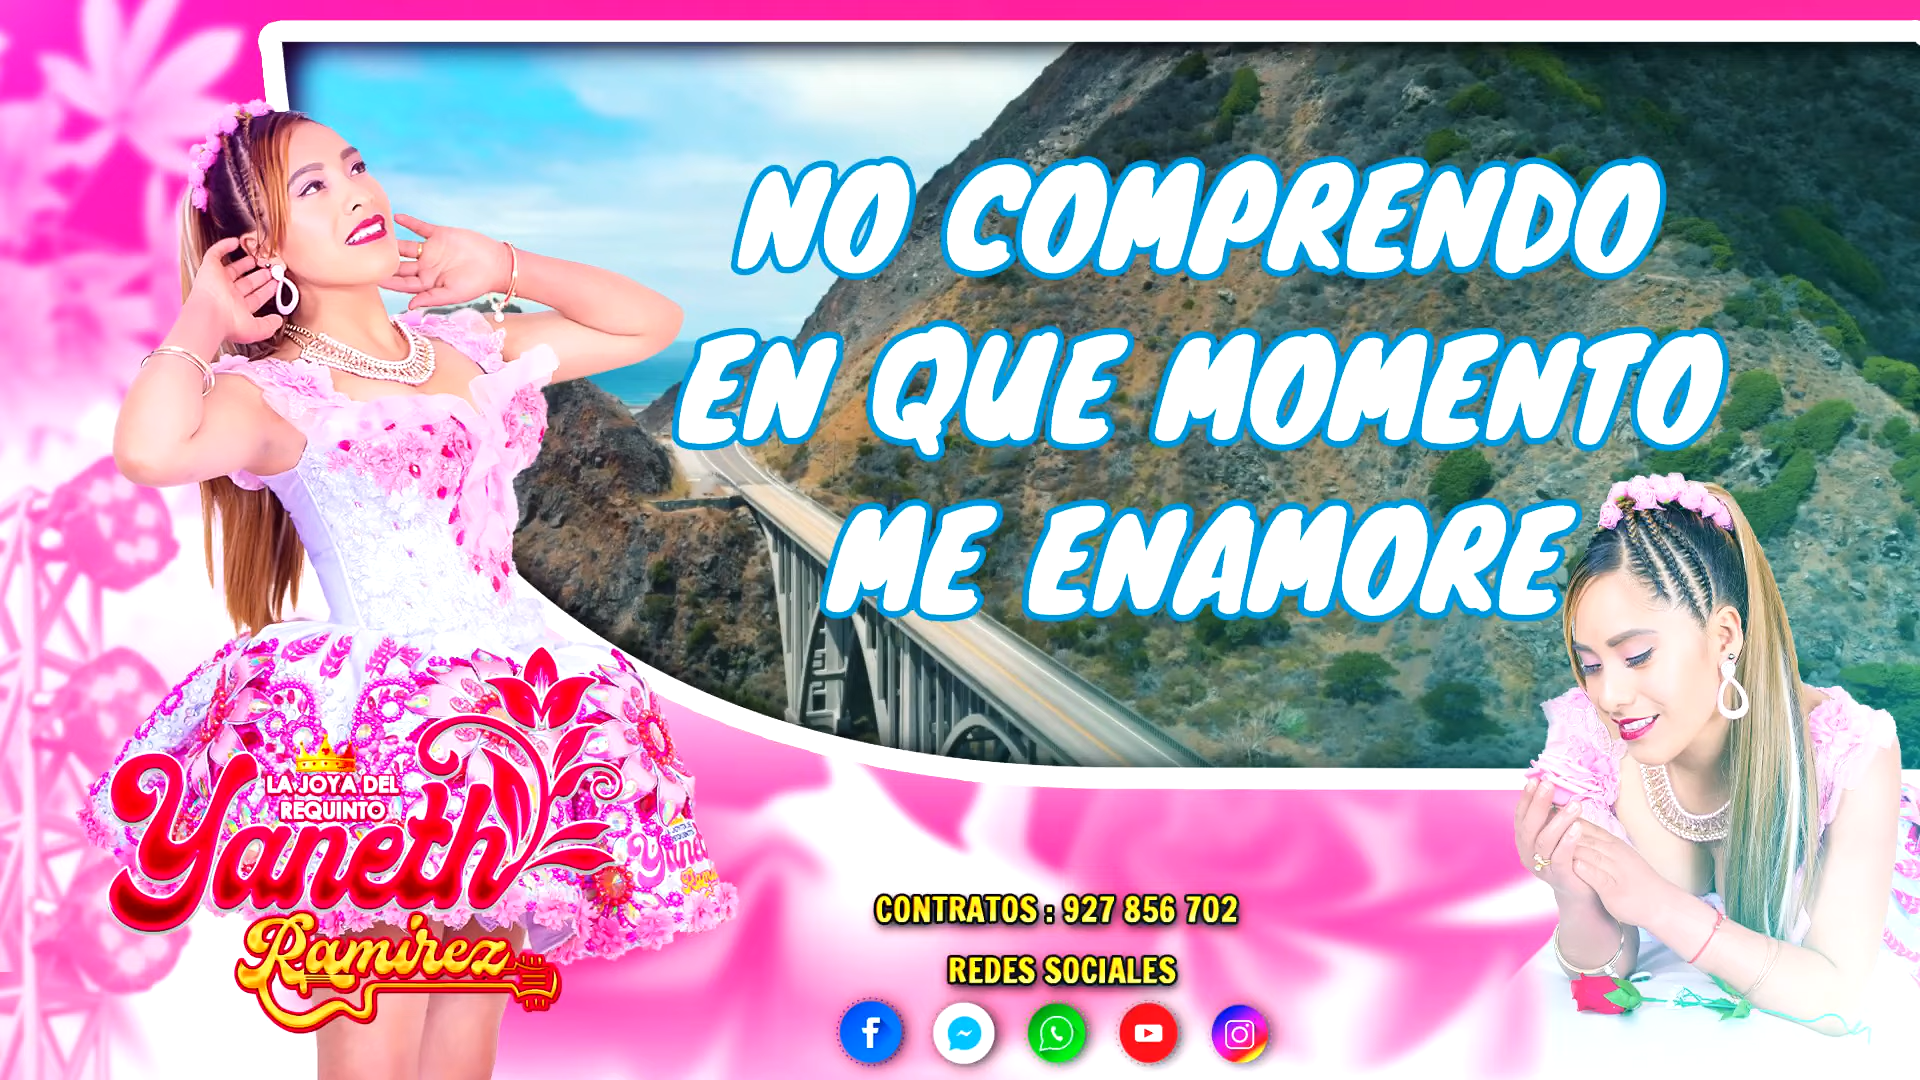 NO COMPRENDO
EN QUE MOMENTO
ME ENAMORE
LA JOYA DEL
REQUINTO
Yaneth
Ramirez
CONTRATOS : 927 856 702
REDES SOCIALES